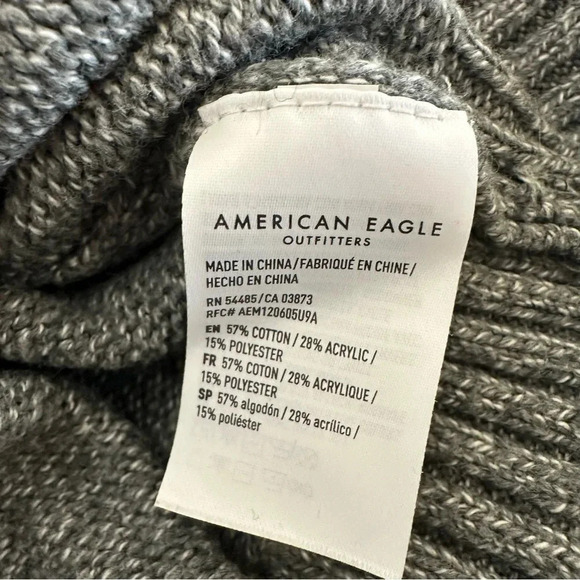 AMERICAN EAGLE
OUTFITTERS
MADE IN CHINA/FABRIQUÉ EN CHINE/
HECHO EN CHINA
RN 54485/CA 03873
RFC# AEM120605U9A
EN 57% COTTON / 28% ACRYLIC /
15% POLYESTER
FR 57% COTON / 28% ACRYLIQUE /
15% POLYESTER
SP 57% algodón / 28% acrílico /
15% poliéster